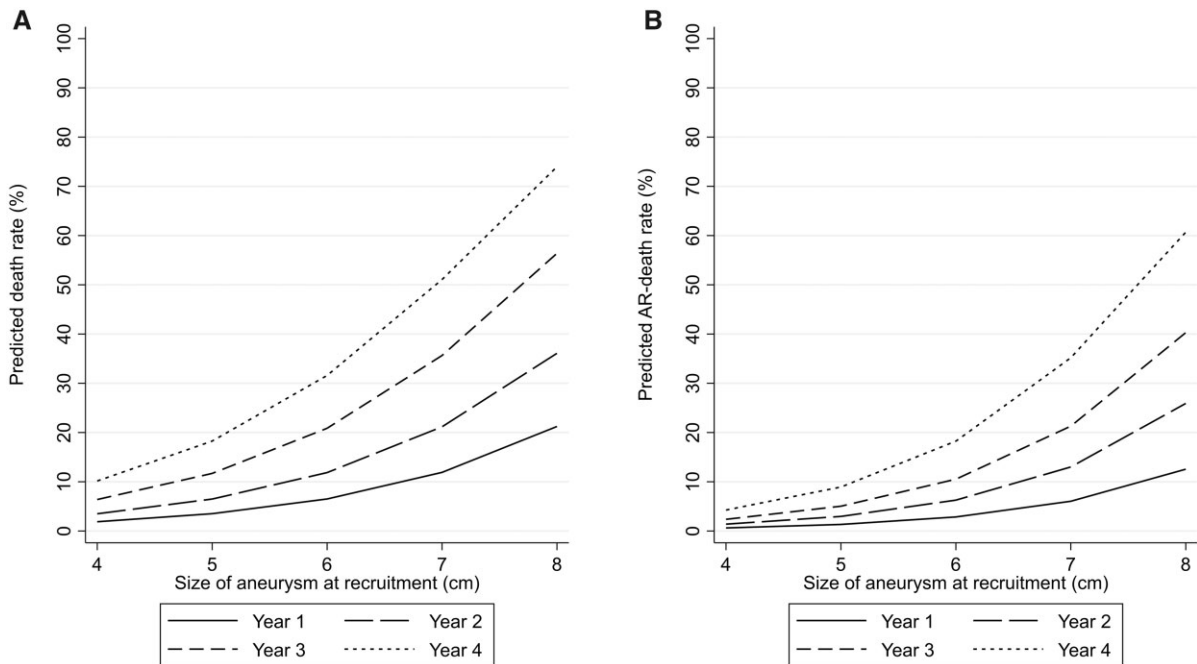 A
Predicted death rate (%)
100
90
80
70
60
50
40
30
20
10
0
4 5 6 7 8
Size of aneurysm at recruitment (cm)
Year 1 Year 2
Year 3 Year 4
B
Predicted AR-death rate (%)
100
90
80
70
60
50
40
30
20
10
0
4 5 6 7 8
Size of aneurysm at recruitment (cm)
Year 1 Year 2
Year 3 Year 4